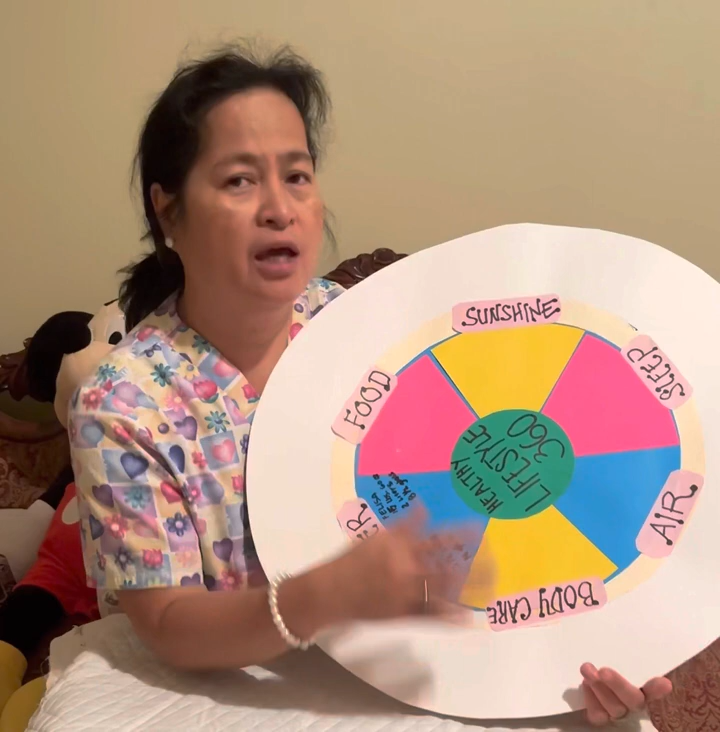 SUNSHINE
SLEEP
FOOD
HEALTHY
LIFESTYLE
360
AIR
BODY CARE